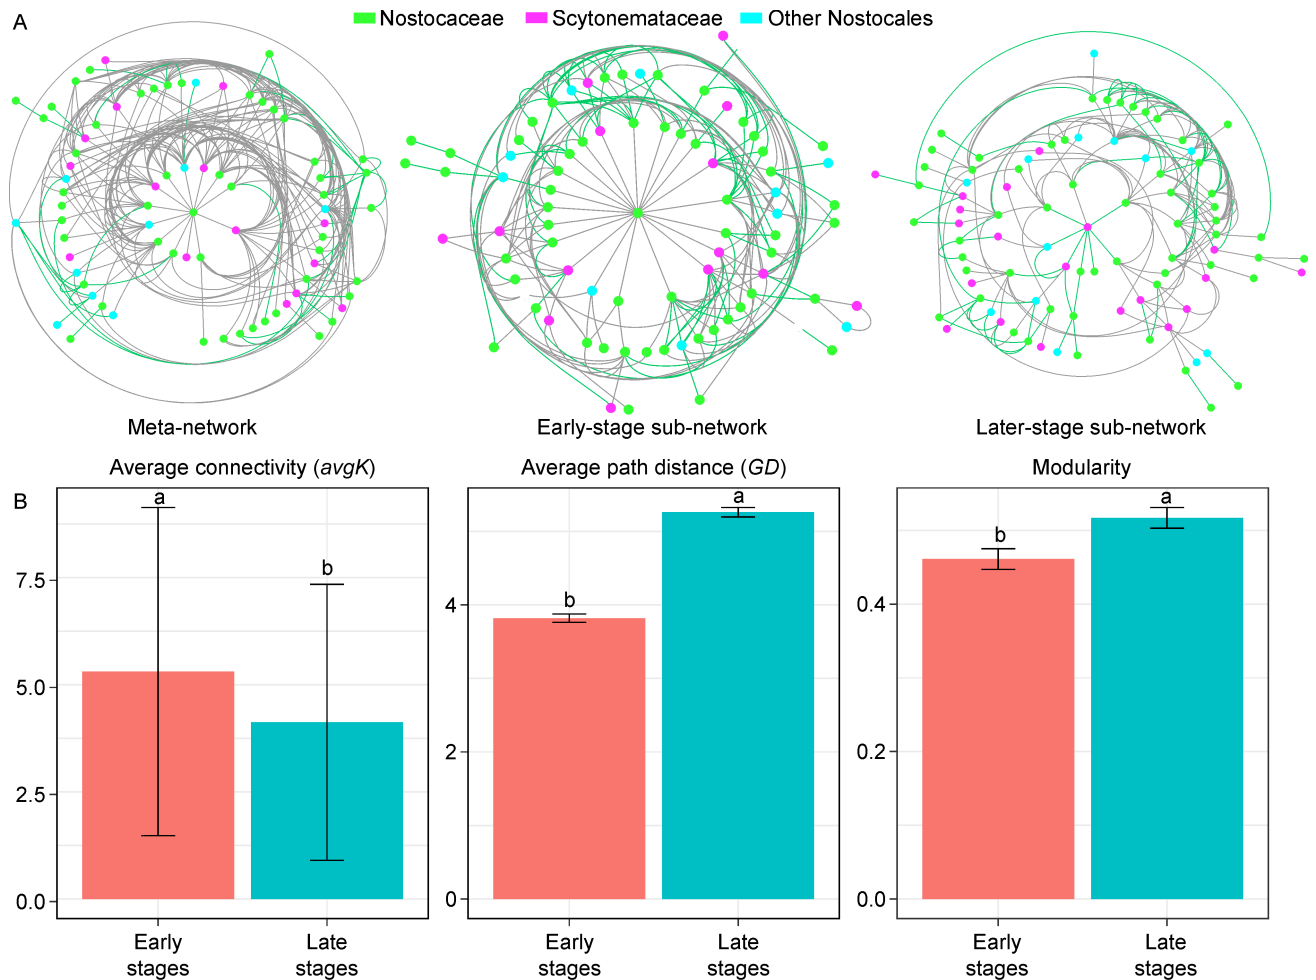 A
Nostocaceae Scytonemataceae Other Nostocales
Meta-network Early-stage sub-network Later-stage sub-network
B
Average connectivity (avgK)
a
b
7.5
5.0
2.5
0.0
Early stages
Late stages
Average path distance (GD)
a
b
4
2
0
Early stages
Late stages
Modularity
a
b
0.4
0.2
0.0
Early stages
Late stages